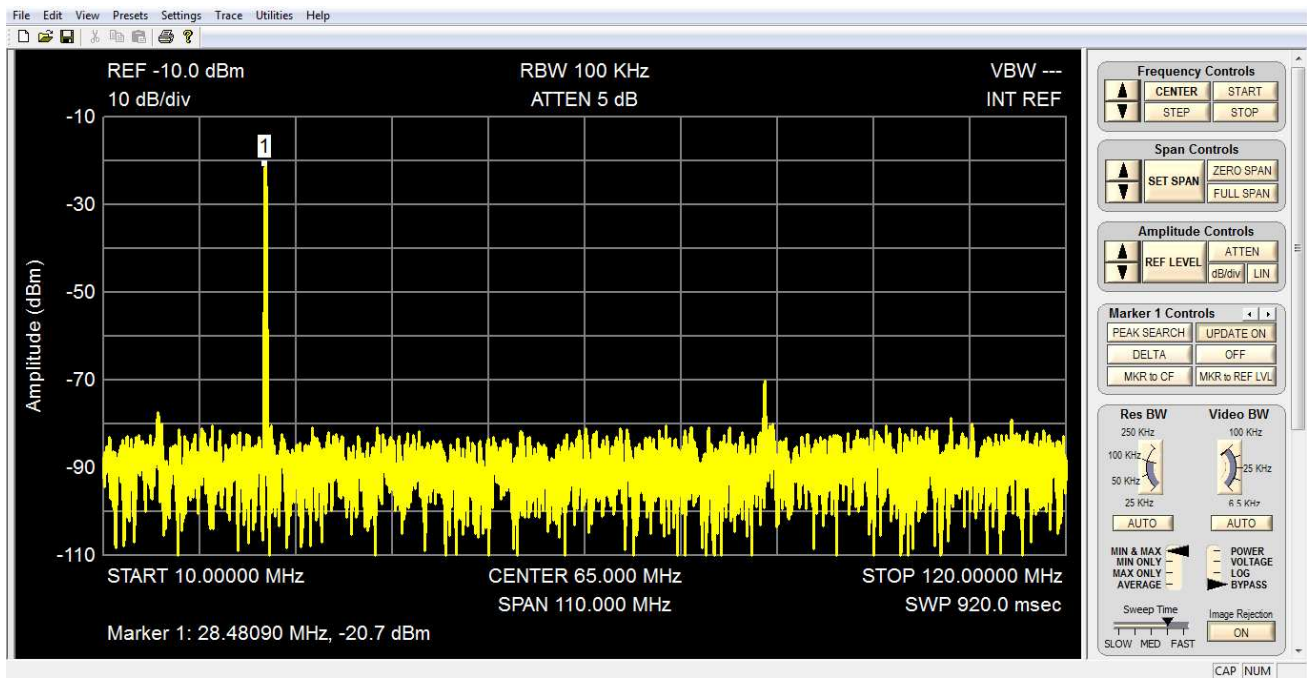 File Edit View Presets Settings Trace Utilities Help
REF -10.0 dBm RBW 100 KHz VBW ---
10 dB/div ATTEN 5 dB INT REF
-10
1
-30
-50
-70
-90
-110
Amplitude (dBm)
START 10.00000 MHz CENTER 65.000 MHz STOP 120.00000 MHz
SPAN 110.000 MHz SWP 920.0 msec
Marker 1: 28.48090 MHz, -20.7 dBm
Frequency Controls
CENTER START
STEP STOP
Span Controls
SET SPAN
ZERO SPAN
FULL SPAN
Amplitude Controls
REF LEVEL
ATTEN
dB/div LIN
Marker 1 Controls
PEAK SEARCH UPDATE ON
DELTA OFF
MKR to CF MKR to REF LVL
Res BW Video BW
250 KHz 100 KHz
100 KHz
25 KHz
50 KHz
25 KHz 6.5 KHz
AUTO AUTO
MIN & MAX POWER
MIN ONLY VOLTAGE
MAX ONLY LOG
AVERAGE BYPASS
Sweep Time Image Rejection
ON
SLOW MED FAST
CAP NUM